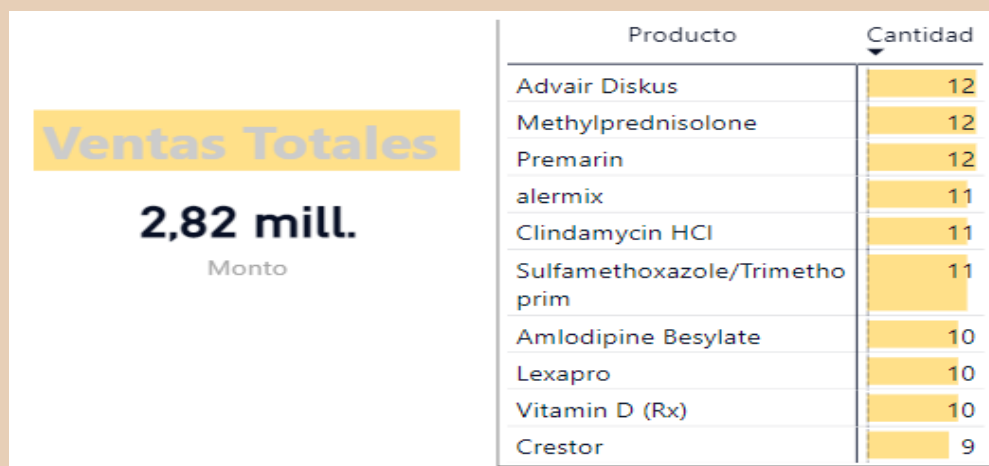 Ventas Totales
2,82 mill.
Monto
Producto Cantidad
Advair Diskus 12
Methylprednisolone 12
Premarin 12
alermix 11
Clindamycin HCl 11
Sulfamethoxazole/Trimetho 11
prim
Amlodipine Besylate 10
Lexapro 10
Vitamin D (Rx) 10
Crestor 9